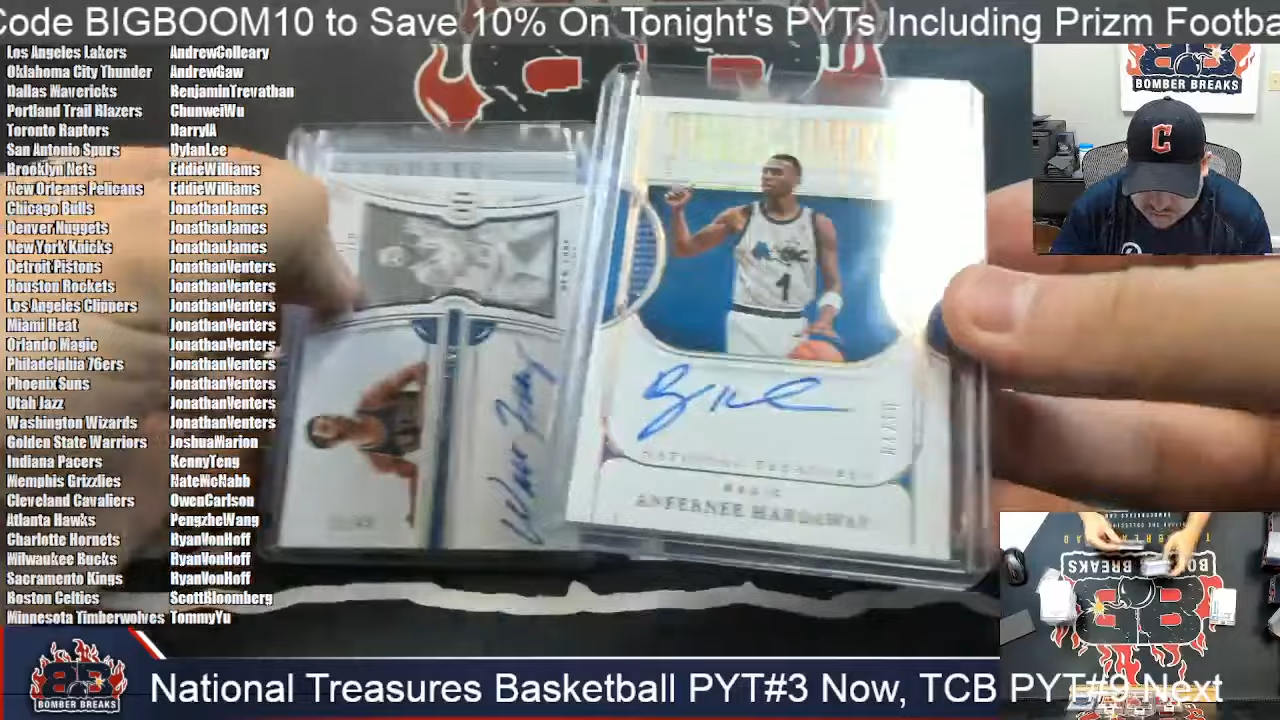 Code BIGBOOM10 to Save 10% On Tonight's PYTs Including Prizm Footba
Los Angeles Lakers AndrewColleary
Oklahoma City Thunder AndrewGaw
Dallas Mavericks BenjaminTrevathan
Portland Trail Blazers ChunweiWu
Toronto Raptors DarrylA
San Antonio Spurs DylanLee
Brooklyn Nets EddieWilliams
New Orleans Pelicans EddieWilliams
Chicago Bulls JonathanJames
Denver Nuggets JonathanJames
New York Knicks JonathanJames
Detroit Pistons JonathanVenters
Houston Rockets JonathanVenters
Los Angeles Clippers JonathanVenters
Miami Heat JonathanVenters
Orlando Magic JonathanVenters
Philadelphia 76ers JonathanVenters
Phoenix Suns JonathanVenters
Utah Jazz JonathanVenters
Washington Wizards JonathanVenters
Golden State Warriors JoshuaMarion
Indiana Pacers KennyTeng
Memphis Grizzlies NateMcNabb
Cleveland Cavaliers OwenCarlson
Atlanta Hawks PengzheWang
Charlotte Hornets RyanVonHoff
Milwaukee Bucks RyanVonHoff
Sacramento Kings RyanVonHoff
Boston Celtics ScottBloomberg
Minnesota Timberwolves TommyYu
1
NATIONAL TREASURES
MAGIC
ANFERNEE HARDAWAY
BOMBER BREAKS
C
BREAKS
BB
BOMBER BREAKS
National Treasures Basketball PYT#3 Now, TCB PYT#9 Next